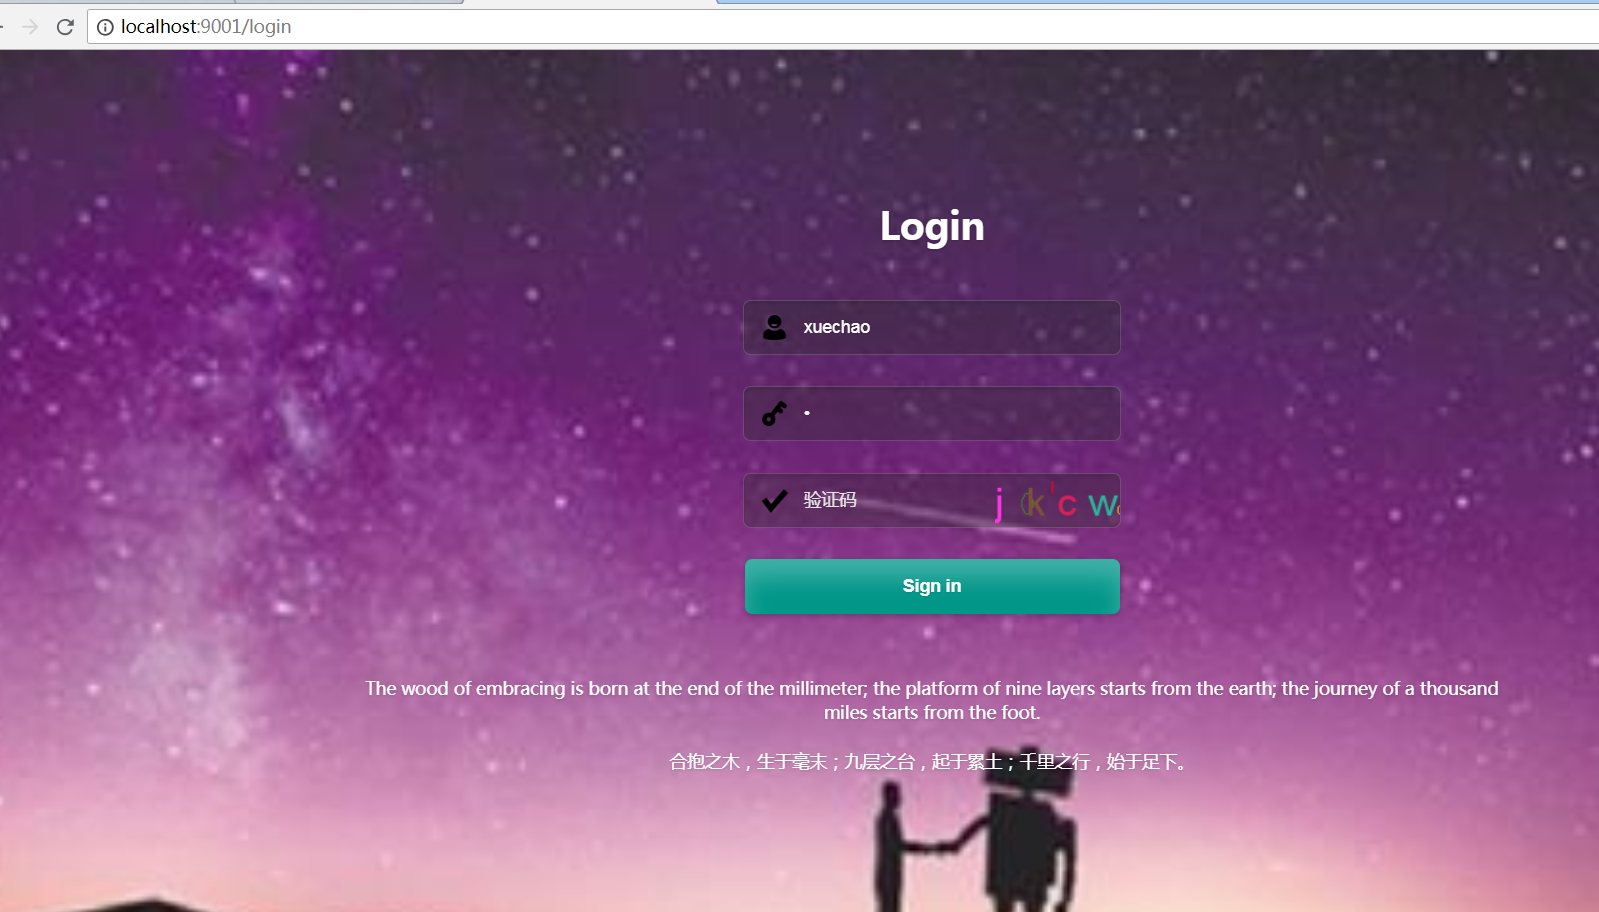 localhost:9001/login
Login
xuechao
•
验证码
j k c w
Sign in
The wood of embracing is born at the end of the millimeter; the platform of nine layers starts from the earth; the journey of a thousand
miles starts from the foot.
合抱之木，生于毫末；九层之台，起于累土；千里之行，始于足下。